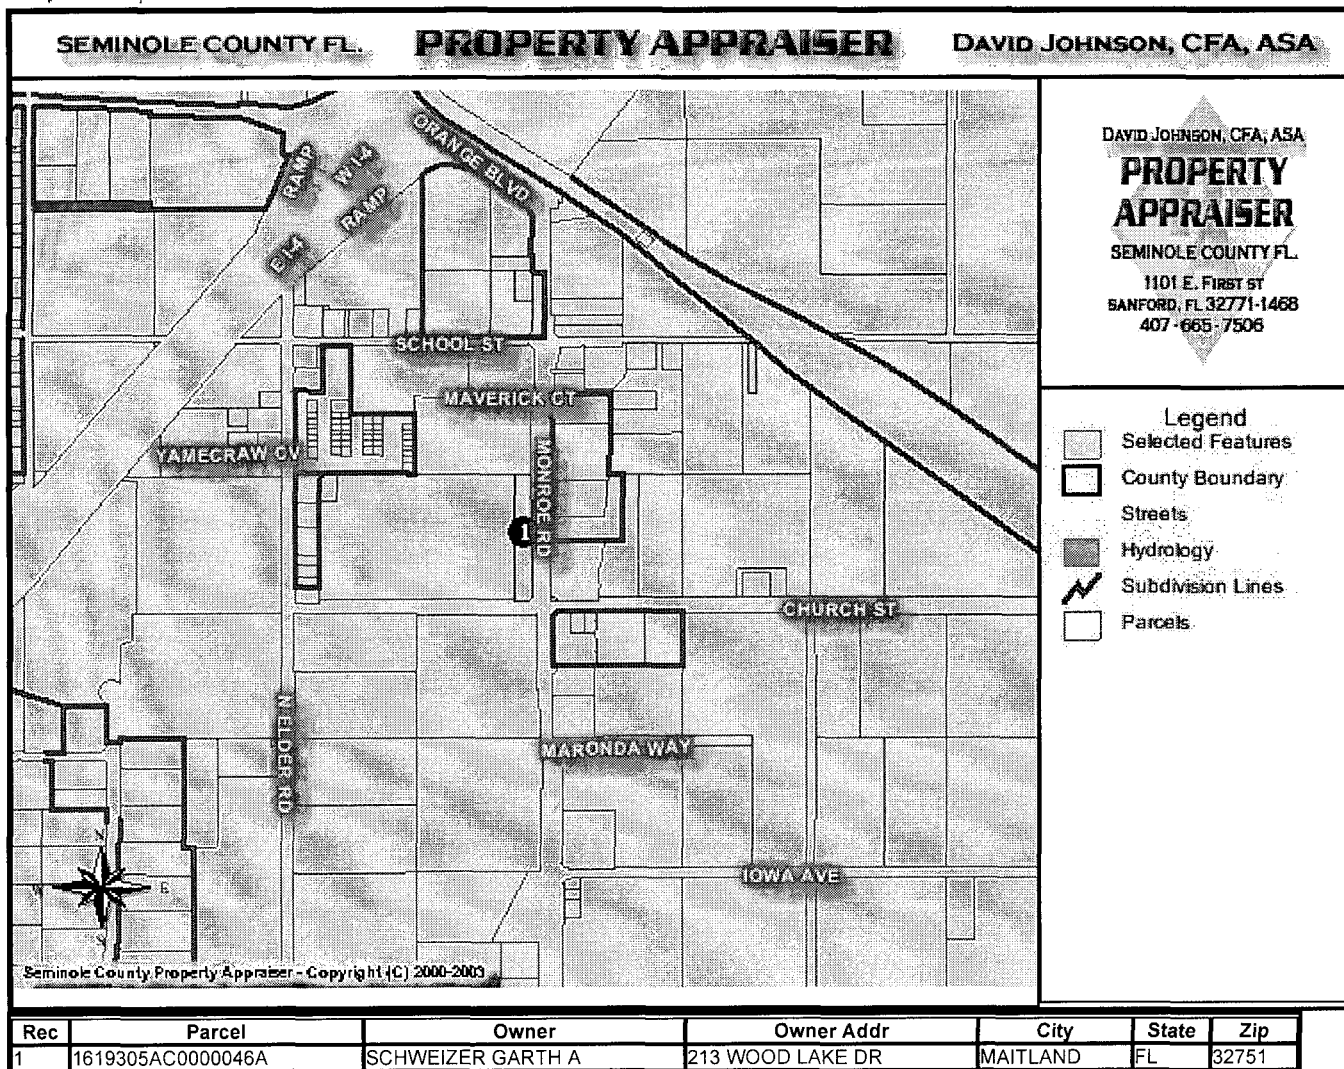 SEMINOLE COUNTY FL. PROPERTY APPRAISER DAVID JOHNSON, CFA, ASA
ORANGE BLVD
RAMP
W I-4
RAMP
E I-4
SCHOOL ST
MAVERICK CT
YAMECRAW CV
MONROE RD
1
CHURCH ST
N ELDER RD
MARONDA WAY
IOWA AVE
N
W E
S
Seminole County Property Appraiser - Copyright (C) 2000-2003
DAVID JOHNSON, CFA, ASA
PROPERTY
APPRAISER
SEMINOLE COUNTY FL.
1101 E. FIRST ST
SANFORD, FL 32771-1468
407-665-7506
Legend
Selected Features
County Boundary
Streets
Hydrology
Subdivision Lines
Parcels
Rec Parcel Owner Owner Addr City State Zip
1 1619305AC0000046A SCHWEIZER GARTH A 213 WOOD LAKE DR MAITLAND FL 32751